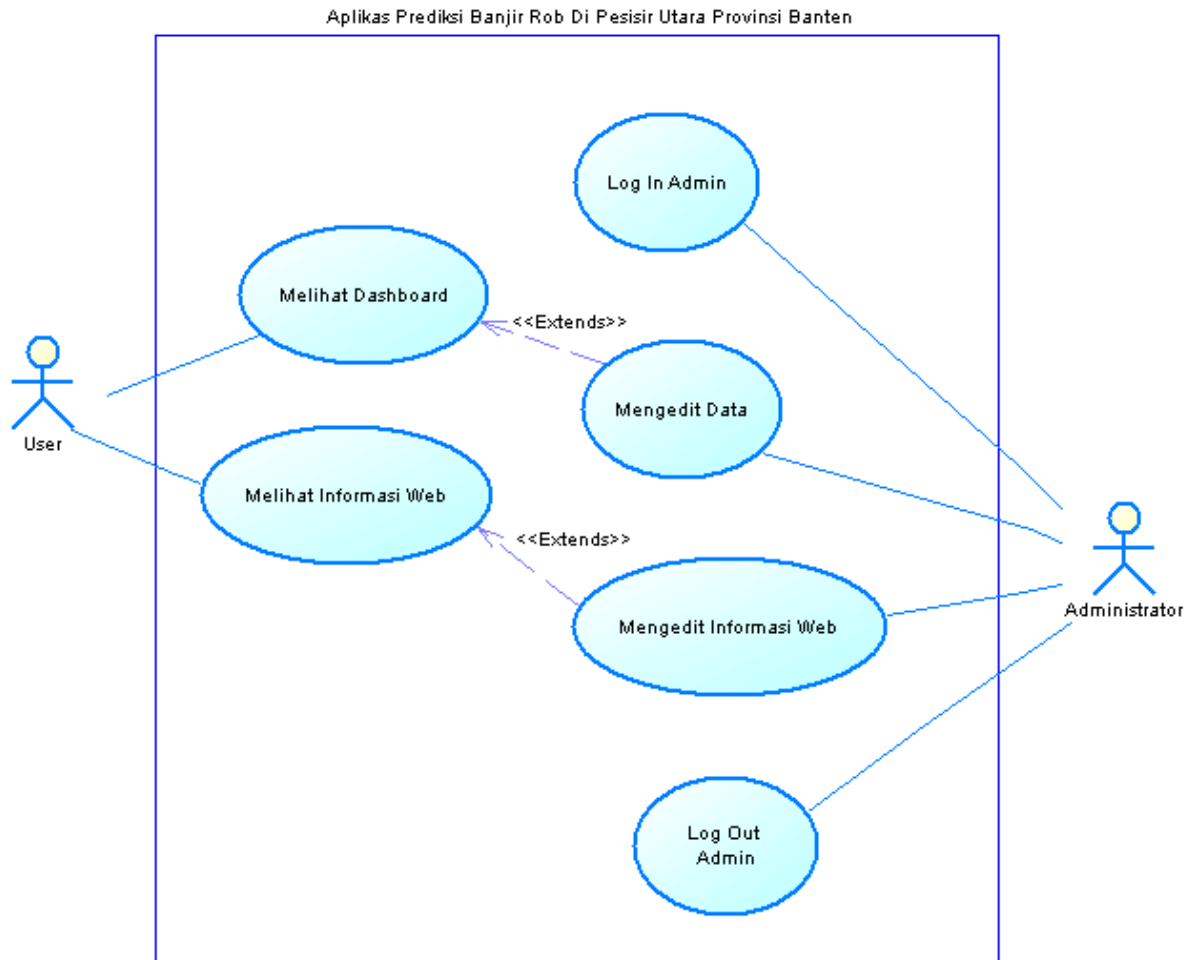 Aplikas Prediksi Banjir Rob Di Pesisir Utara Provinsi Banten
Log In Admin
Melihat Dashboard
<<Extends>>
Mengedit Data
User
Melihat Informasi Web
<<Extends>>
Administrator
Mengedit Informasi Web
Log Out
Admin